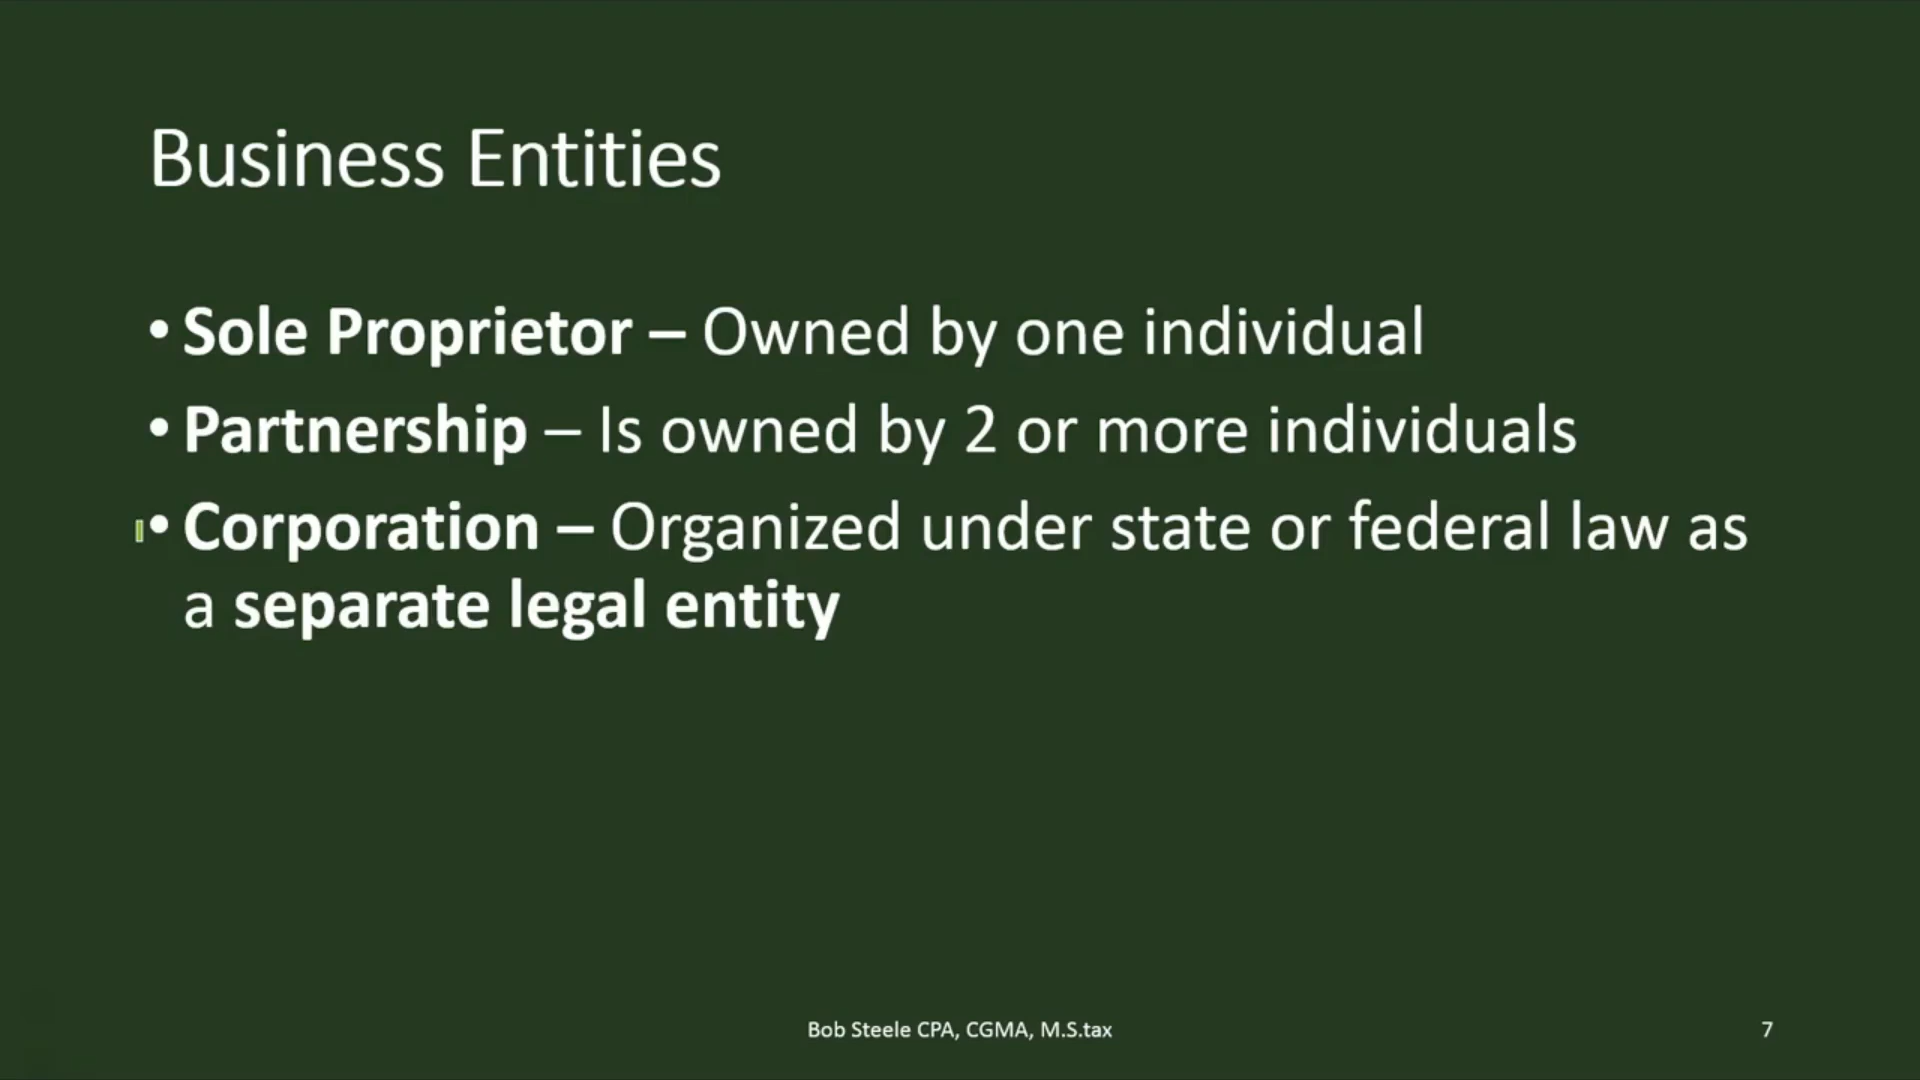 Business Entities
• Sole Proprietor – Owned by one individual
• Partnership – Is owned by 2 or more individuals
• Corporation – Organized under state or federal law as
a separate legal entity
Bob Steele CPA, CGMA, M.S.tax
7